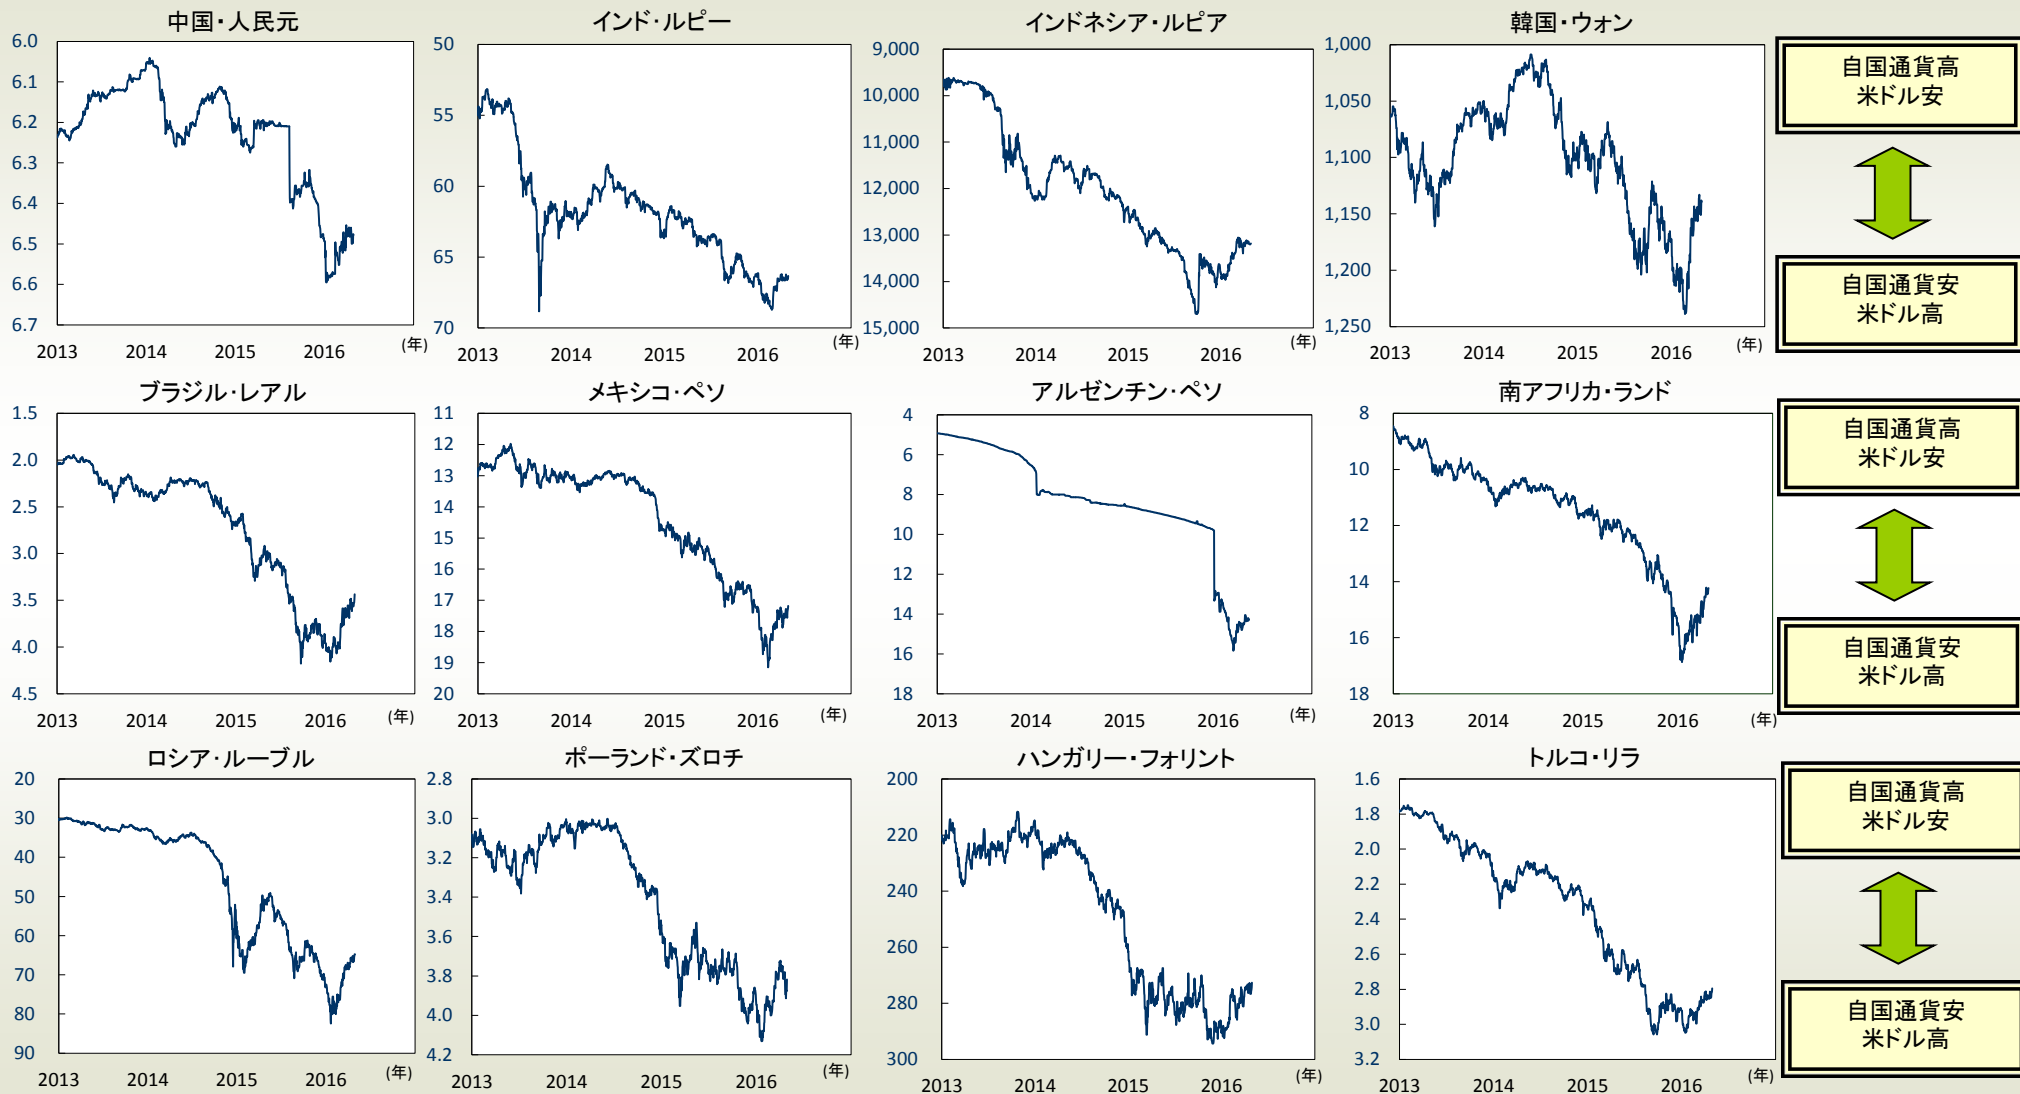 中国・人民元
6.0
6.1
6.2
6.3
6.4
6.5
6.6
6.7
2013 2014 2015 2016 (年)
インド・ルピー
50
55
60
65
70
2013 2014 2015 2016 (年)
インドネシア・ルピア
9,000
10,000
11,000
12,000
13,000
14,000
15,000
2013 2014 2015 2016 (年)
韓国・ウォン
1,000
1,050
1,100
1,150
1,200
1,250
2013 2014 2015 2016 (年)
自国通貨高
米ドル安
自国通貨安
米ドル高
ブラジル・レアル
1.5
2.0
2.5
3.0
3.5
4.0
4.5
2013 2014 2015 2016 (年)
メキシコ・ペソ
11
12
13
14
15
16
17
18
19
20
2013 2014 2015 2016 (年)
アルゼンチン・ペソ
4
6
8
10
12
14
16
18
2013 2014 2015 2016 (年)
南アフリカ・ランド
8
10
12
14
16
18
2013 2014 2015 2016 (年)
自国通貨高
米ドル安
自国通貨安
米ドル高
ロシア・ルーブル
20
30
40
50
60
70
80
90
2013 2014 2015 2016 (年)
ポーランド・ズロチ
2.8
3.0
3.2
3.4
3.6
3.8
4.0
4.2
2013 2014 2015 2016 (年)
ハンガリー・フォリント
200
220
240
260
280
300
2013 2014 2015 2016 (年)
トルコ・リラ
1.6
1.8
2.0
2.2
2.4
2.6
2.8
3.0
3.2
2013 2014 2015 2016 (年)
自国通貨高
米ドル安
自国通貨安
米ドル高